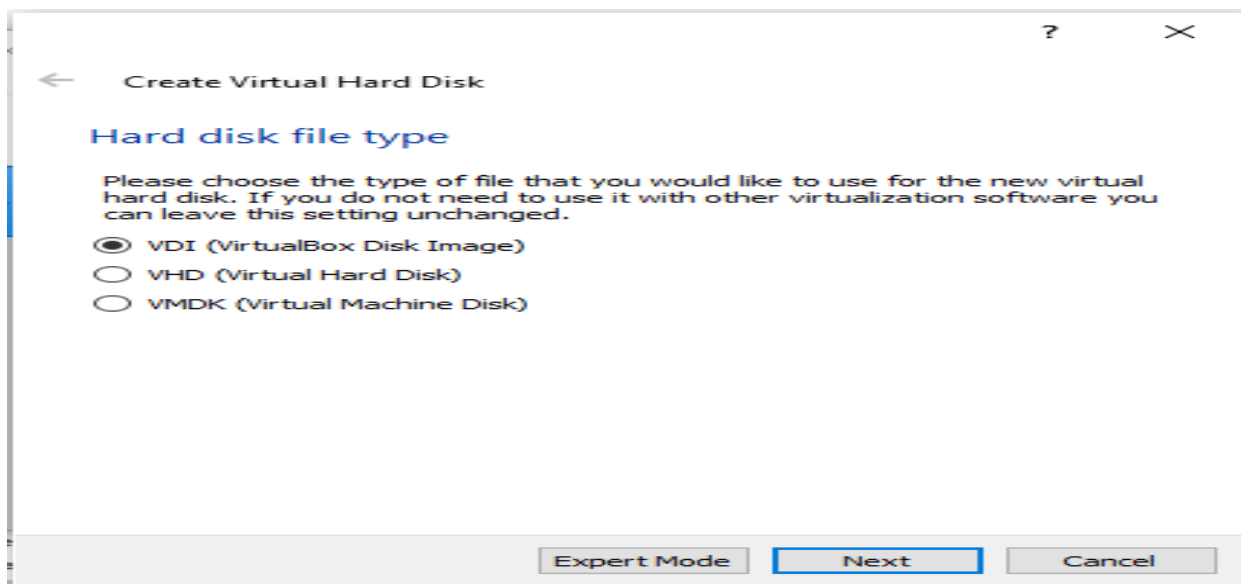 ?
Create Virtual Hard Disk
Hard disk file type
Please choose the type of file that you would like to use for the new virtual
hard disk. If you do not need to use it with other virtualization software you
can leave this setting unchanged.
VDI (VirtualBox Disk Image)
VHD (Virtual Hard Disk)
VMDK (Virtual Machine Disk)
Expert Mode Next Cancel